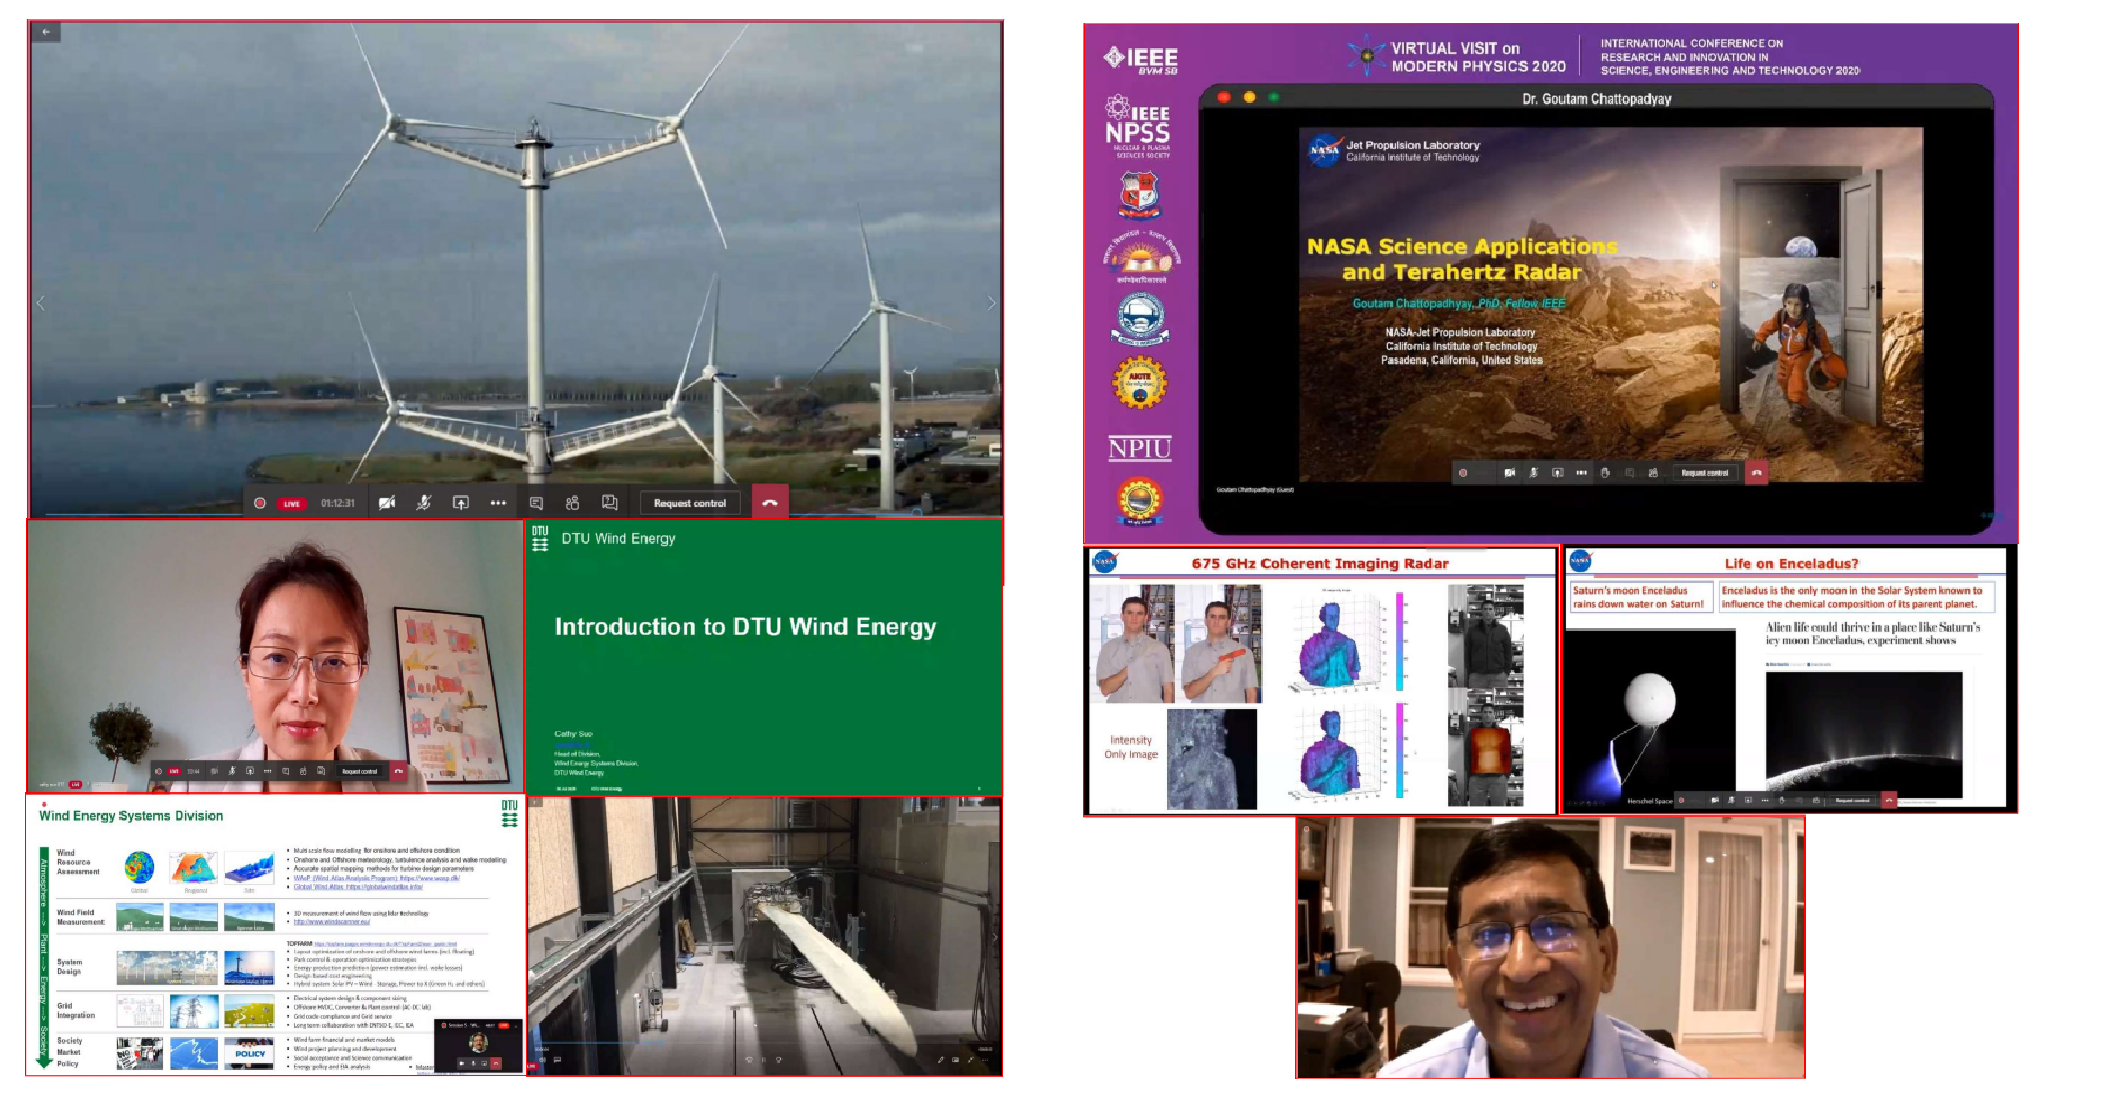 LIVE
01:12:31
Request control
LIVE
Request control
LIVE
DTU
DTU Wind Energy
Introduction to DTU Wind Energy
Cathy Suo
Head of Division,
Wind Energy Systems Division,
DTU Wind Energy
Wind Energy Systems Division
DTU
Atmosphere ---> Plant ---> Energy ---> Society
Wind
Resource
Assessment
Global
Regional
Site
• Multi scale flow modelling for onshore and offshore condition
• Onshore and Offshore meteorology, turbulence analysis and wake modelling
• Accurate spatial mapping methods for turbine design parameters
• WAsP (Wind Atlas Analysis Program): https://www.wasp.dk/
• Global Wind Atlas: https://globalwindatlas.info/
Wind Field
Measurement
• 3D measurement of wind flow using lidar technology
• http://www.windscanner.eu/
System
Design
TOPFARM
• Layout optimization of onshore and offshore wind farms (incl. floating)
• Park control & operation optimization strategies
• Energy production prediction (power estimation incl. wake losses)
• Design based cost engineering
• Hybrid system Solar PV – Wind - Storage, Power to X (Green H₂ and others)
Grid
Integration
• Electrical system design & component sizing
• Offshore HVDC, Converter & Plant control (AC-DC lab)
• Grid code compliance and Grid service
• Long term collaboration with ENTSO-E, IEC, IEA
Society
Market
Policy
POLICY
• Wind farm financial and market models
• Wind project planning and development
• Social acceptance and Science communication
• Energy policy and EIA analysis
LIVE
IEEE
BVM SB
VIRTUAL VISIT on
MODERN PHYSICS 2020
INTERNATIONAL CONFERENCE ON
RESEARCH AND INNOVATION IN
SCIENCE, ENGINEERING AND TECHNOLOGY 2020
IEEE
NPSS
NUCLEAR & PLASMA
SCIENCES SOCIETY
AICTE
NPIU
Dr. Goutam Chattopadyay
NASA
Jet Propulsion Laboratory
California Institute of Technology
NASA Science Applications
and Terahertz Radar
Goutam Chattopadhyay, PhD, Fellow IEEE
NASA-Jet Propulsion Laboratory
California Institute of Technology
Pasadena, California, United States
Request control
Goutam Chattopadhyay (Guest)
NASA
675 GHz Coherent Imaging Radar
Intensity
Only Image
NASA
Life on Enceladus?
Saturn's moon Enceladus
rains down water on Saturn!
Enceladus is the only moon in the Solar System known to
influence the chemical composition of its parent planet.
Alien life could thrive in a place like Saturn's
icy moon Enceladus, experiment shows
Herschel Space
Request control